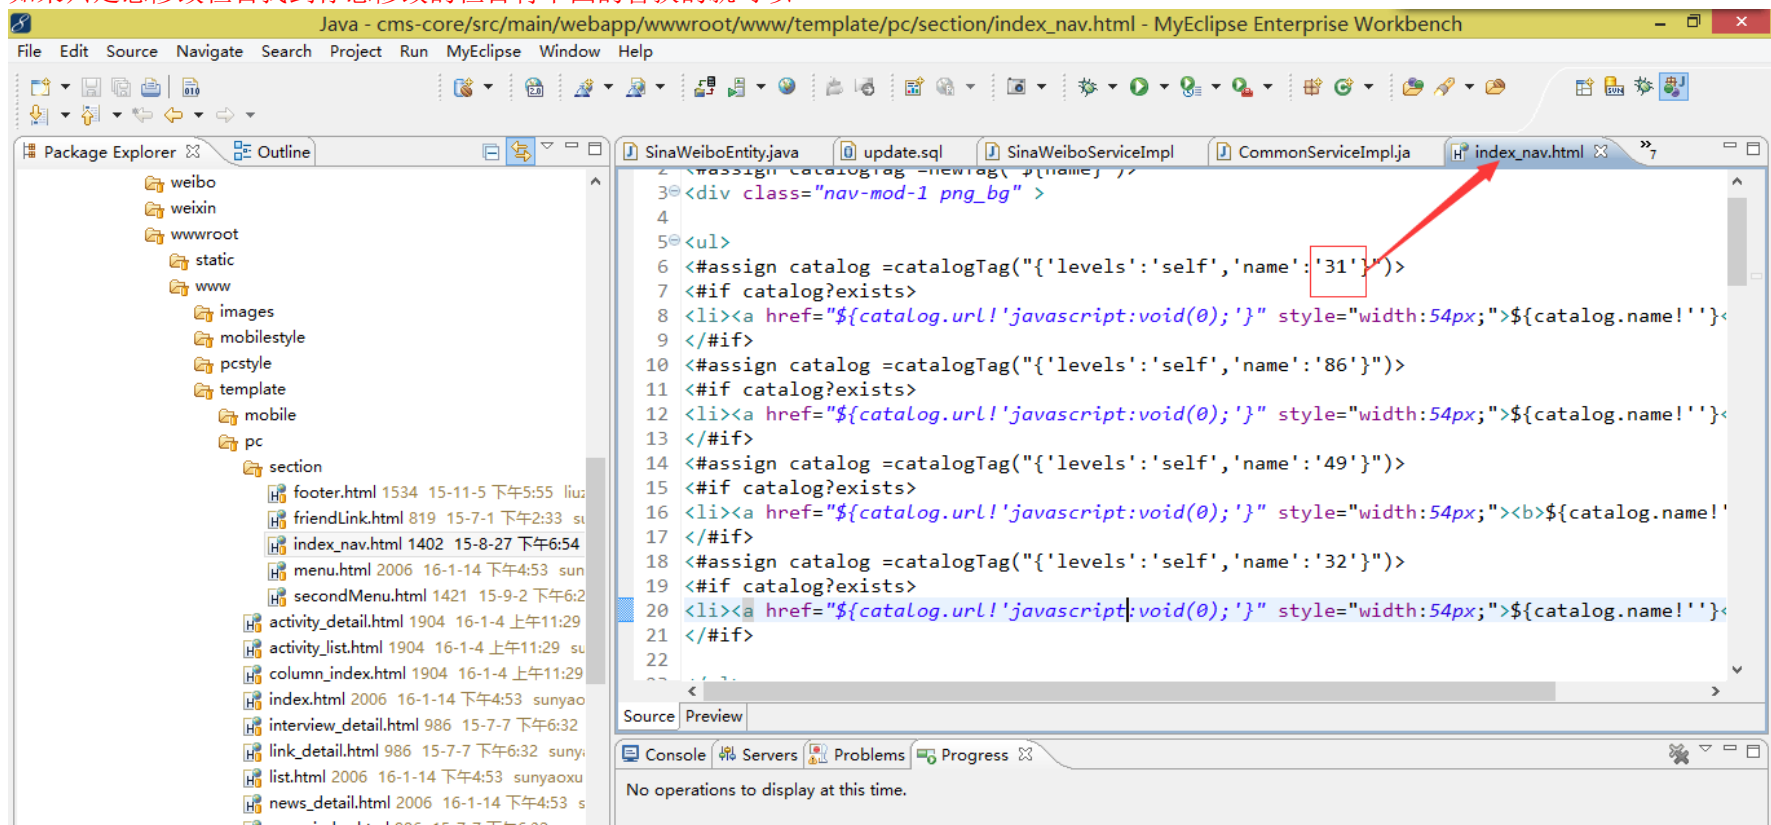 Java - cms-core/src/main/webapp/wwwroot/www/template/pc/section/index_nav.html - MyEclipse Enterprise Workbench
File Edit Source Navigate Search Project Run MyEclipse Window Help
Package Explorer Outline
weibo
weixin
wwwroot
static
www
images
mobilestyle
pcstyle
template
mobile
pc
section
footer.html 1534 15-11-5 下午5:55 liuz
friendLink.html 819 15-7-1 下午2:33 su
index_nav.html 1402 15-8-27 下午6:54
menu.html 2006 16-1-14 下午4:53 sun
secondMenu.html 1421 15-9-2 下午6:2
activity_detail.html 1904 16-1-4 上午11:29
activity_list.html 1904 16-1-4 上午11:29 su
column_index.html 1904 16-1-4 上午11:29
index.html 2006 16-1-14 下午4:53 sunyao
interview_detail.html 986 15-7-7 下午6:32
link_detail.html 986 15-7-7 下午6:32 suny
list.html 2006 16-1-14 下午4:53 sunyaoxu
news_detail.html 2006 16-1-14 下午4:53 s
SinaWeiboEntity.java update.sql SinaWeiboServiceImpl CommonServiceImpl.ja index_nav.html »7
2 <#assign catalogTag =newTag("${name}")>
3 <div class="nav-mod-1 png_bg" >
4
5 <ul>
6 <#assign catalog =catalogTag("{'levels':'self','name':'31'}")>
7 <#if catalog?exists>
8 <li><a href="${catalog.url!'javascript:void(0);'}" style="width:54px;">${catalog.name!''}<
9 </#if>
10 <#assign catalog =catalogTag("{'levels':'self','name':'86'}")>
11 <#if catalog?exists>
12 <li><a href="${catalog.url!'javascript:void(0);'}" style="width:54px;">${catalog.name!''}<
13 </#if>
14 <#assign catalog =catalogTag("{'levels':'self','name':'49'}")>
15 <#if catalog?exists>
16 <li><a href="${catalog.url!'javascript:void(0);'}" style="width:54px;"><b>${catalog.name!'
17 </#if>
18 <#assign catalog =catalogTag("{'levels':'self','name':'32'}")>
19 <#if catalog?exists>
20 <li><a href="${catalog.url!'javascript:void(0);'}" style="width:54px;">${catalog.name!''}<
21 </#if>
22
Source Preview
Console Servers Problems Progress
No operations to display at this time.